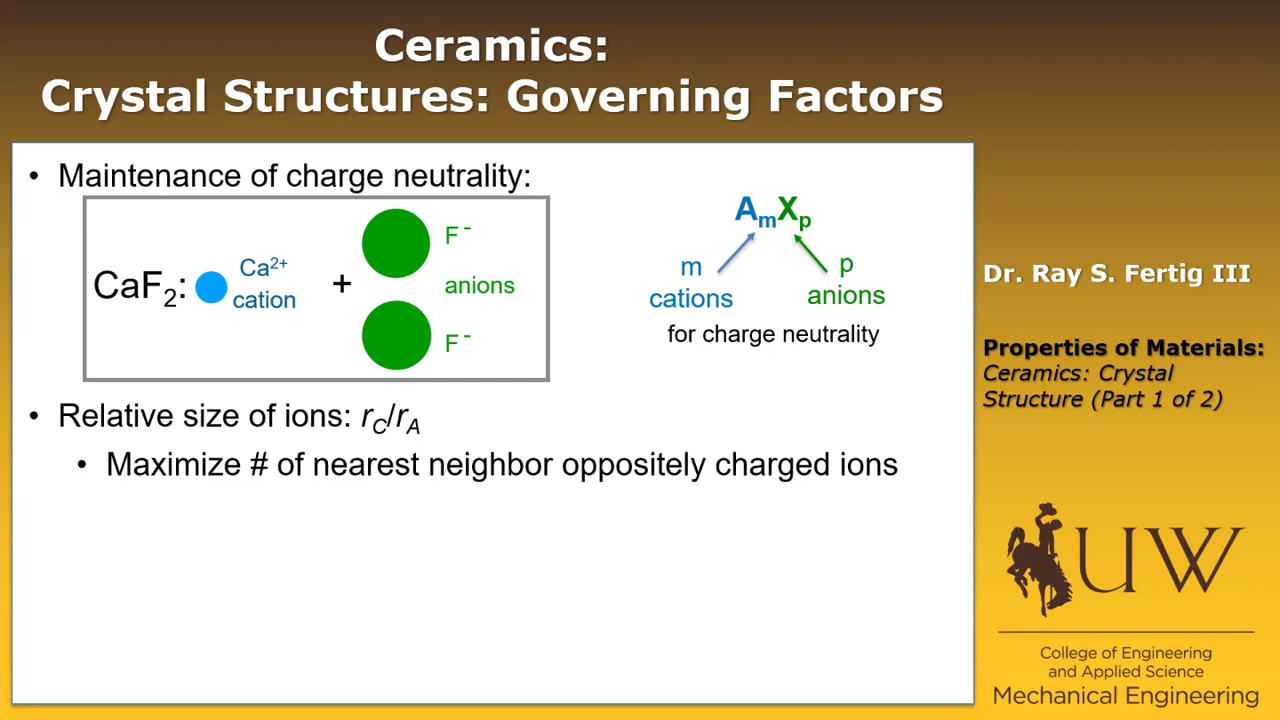 Ceramics:
Crystal Structures: Governing Factors
• Maintenance of charge neutrality:
CaF₂:
Ca²⁺
cation
+
F⁻
anions
F⁻
AₘXₚ
m
cations
p
anions
for charge neutrality
• Relative size of ions: r_C/r_A
• Maximize # of nearest neighbor oppositely charged ions
Dr. Ray S. Fertig III
Properties of Materials:
Ceramics: Crystal
Structure (Part 1 of 2)
UW
College of Engineering
and Applied Science
Mechanical Engineering